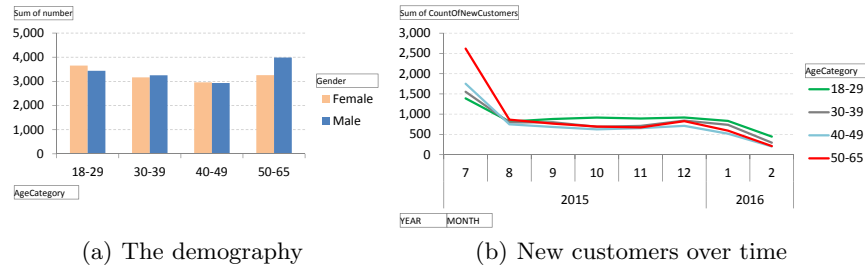 Sum of number
5,000
4,000
3,000
2,000
1,000
0
18-29 30-39 40-49 50-65
AgeCategory
Gender
Female
Male
(a) The demography
Sum of CountOfNewCustomers
3,000
2,500
2,000
1,500
1,000
500
0
7 8 9 10 11 12 1 2
2015 2016
YEAR MONTH
AgeCategory
18-29
30-39
40-49
50-65
(b) New customers over time